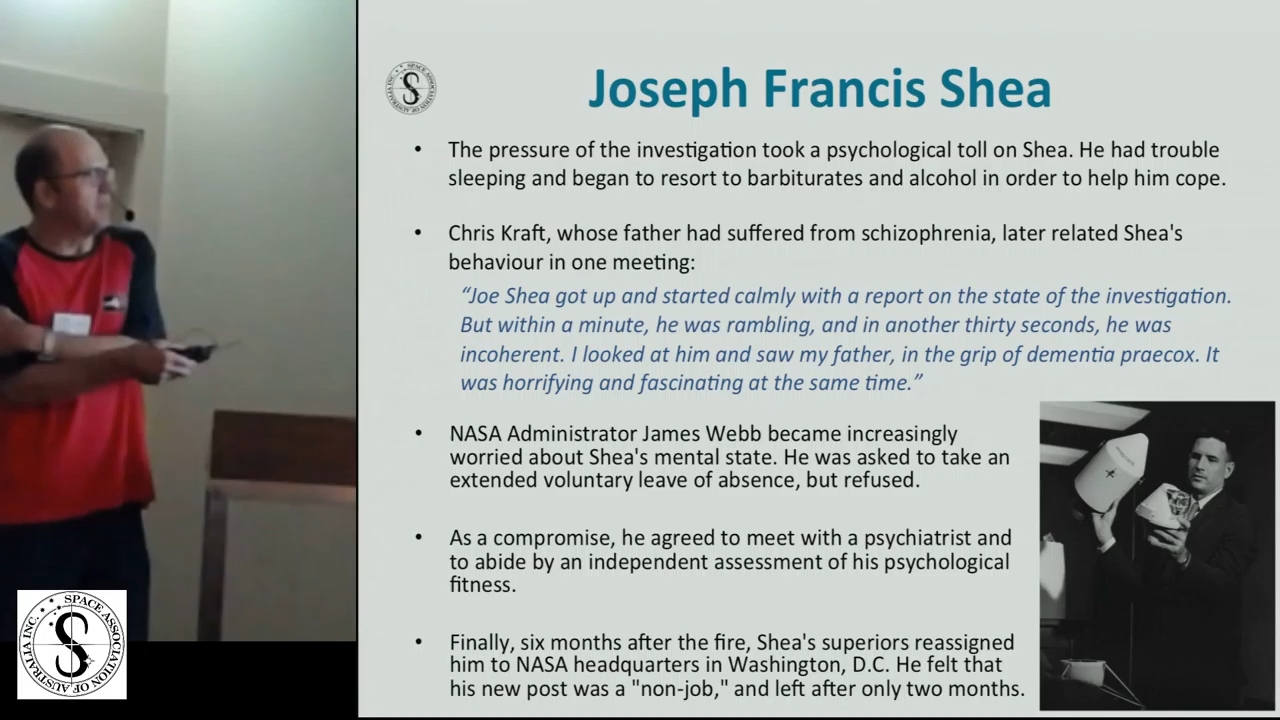 Joseph Francis Shea
• The pressure of the investigation took a psychological toll on Shea. He had trouble
sleeping and began to resort to barbiturates and alcohol in order to help him cope.
• Chris Kraft, whose father had suffered from schizophrenia, later related Shea's
behaviour in one meeting:
“Joe Shea got up and started calmly with a report on the state of the investigation.
But within a minute, he was rambling, and in another thirty seconds, he was
incoherent. I looked at him and saw my father, in the grip of dementia praecox. It
was horrifying and fascinating at the same time.”
• NASA Administrator James Webb became increasingly
worried about Shea's mental state. He was asked to take an
extended voluntary leave of absence, but refused.
• As a compromise, he agreed to meet with a psychiatrist and
to abide by an independent assessment of his psychological
fitness.
• Finally, six months after the fire, Shea's superiors reassigned
him to NASA headquarters in Washington, D.C. He felt that
his new post was a "non-job," and left after only two months.
SPACE ASSOCIATION OF AUSTRALIA INC.
S
SPACE ASSOCIATION OF AUSTRALIA INC.
S